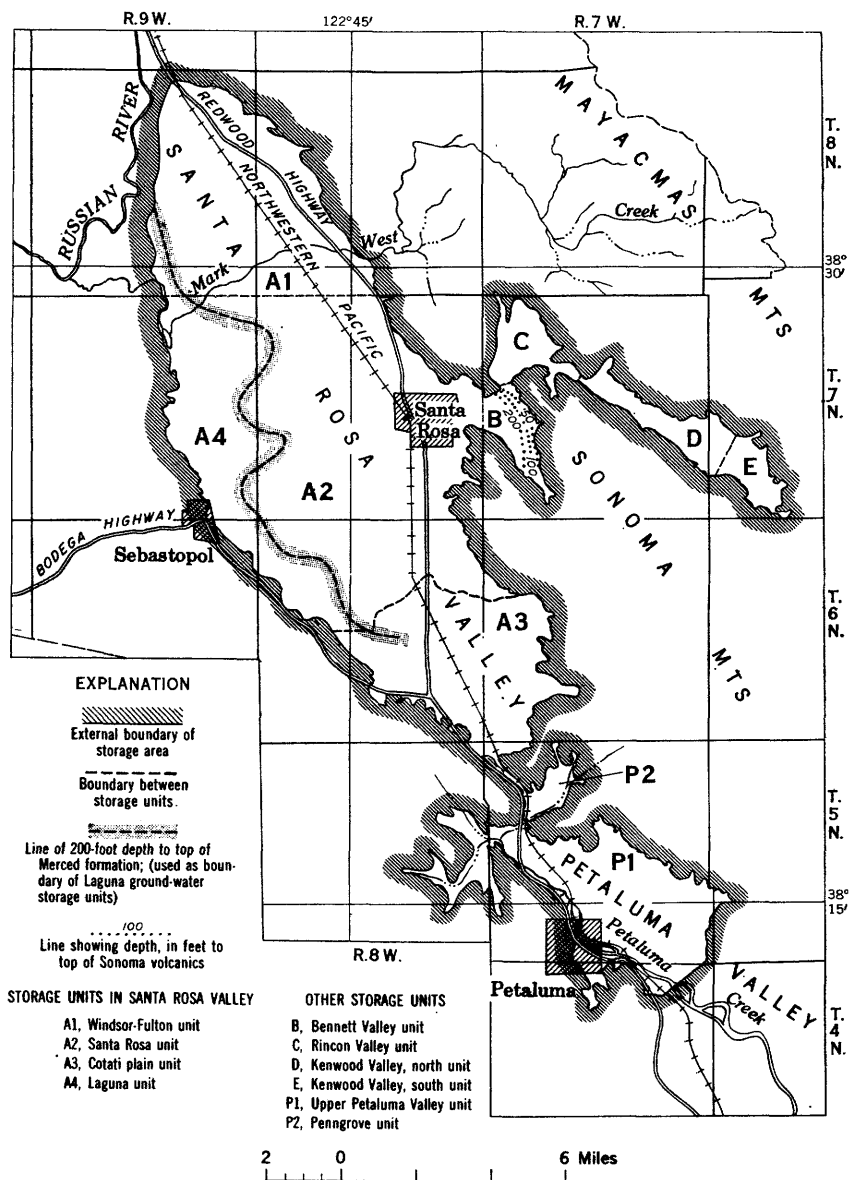 R.9 W.
122°45′
R.7 W.
RUSSIAN RIVER
REDWOOD HIGHWAY
NORTHWESTERN PACIFIC
SANTA ROSA VALLEY
MAYACMAS MTS
T. 8 N.
Creek
West
Mark
38° 30′
A1
C
T. 7 N.
Santa Rosa
B
50
200
100
D
E
A4
A2
SONOMA MTS
BODEGA HIGHWAY
Sebastopol
A3
T. 6 N.
EXPLANATION
External boundary of
storage area
Boundary between
storage units.
Line of 200-foot depth to top of
Merced formation; (used as boun-
dary of Laguna ground-water
storage units)
100
Line showing depth, in feet to
top of Sonoma volcanics
P2
T. 5 N.
P1
PETALUMA VALLEY
38° 15′
Petaluma
Petaluma
Creek
R.8 W.
T. 4 N.
STORAGE UNITS IN SANTA ROSA VALLEY
A1, Windsor-Fulton unit
A2, Santa Rosa unit
A3, Cotati plain unit
A4, Laguna unit
OTHER STORAGE UNITS
B, Bennett Valley unit
C, Rincon Valley unit
D, Kenwood Valley, north unit
E, Kenwood Valley, south unit
P1, Upper Petaluma Valley unit
P2, Penngrove unit
2 0 6 Miles